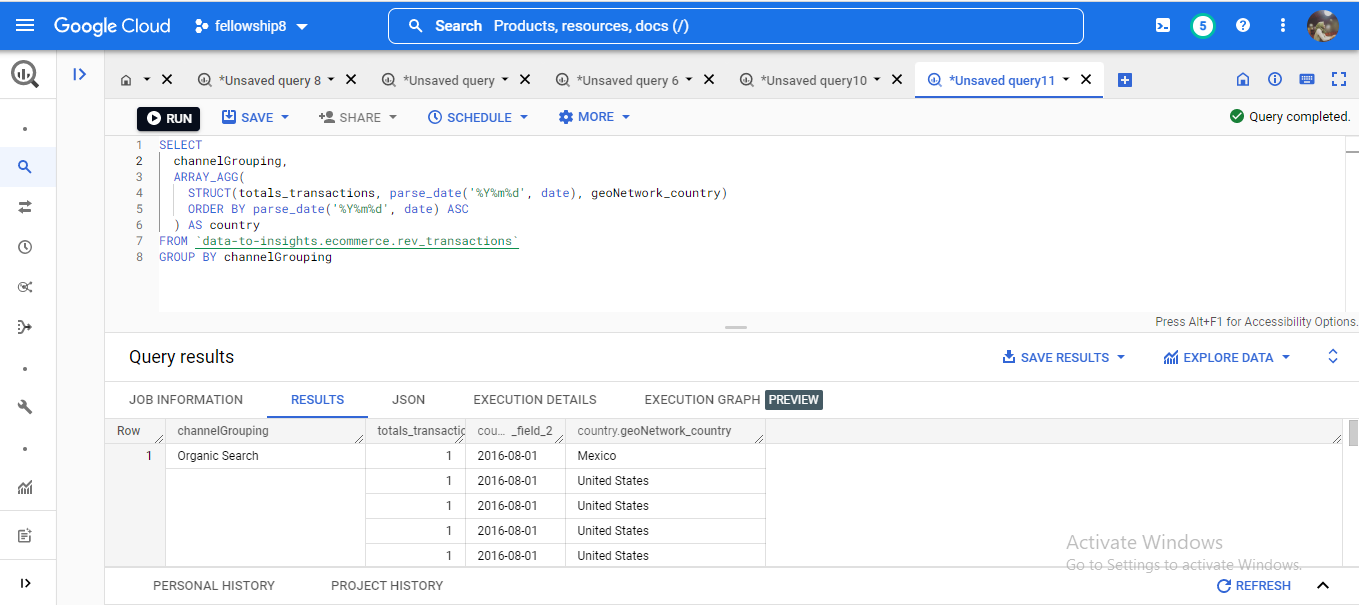 Google Cloud
fellowship8
Search Products, resources, docs (/)
5
*Unsaved query 8
*Unsaved query
*Unsaved query 6
*Unsaved query10
*Unsaved query11
RUN
SAVE
SHARE
SCHEDULE
MORE
Query completed.
1 SELECT
2 channelGrouping,
3 ARRAY_AGG(
4 STRUCT(totals_transactions, parse_date('%Y%m%d', date), geoNetwork_country)
5 ORDER BY parse_date('%Y%m%d', date) ASC
6 ) AS country
7 FROM `data-to-insights.ecommerce.rev_transactions`
8 GROUP BY channelGrouping
Press Alt+F1 for Accessibility Options.
Query results
SAVE RESULTS
EXPLORE DATA
JOB INFORMATION
RESULTS
JSON
EXECUTION DETAILS
EXECUTION GRAPH PREVIEW
Row channelGrouping totals_transactic cou... _field_2 country.geoNetwork_country
1 Organic Search 1 2016-08-01 Mexico
1 2016-08-01 United States
1 2016-08-01 United States
1 2016-08-01 United States
1 2016-08-01 United States
Activate Windows
Go to Settings to activate Windows.
PERSONAL HISTORY
PROJECT HISTORY
REFRESH